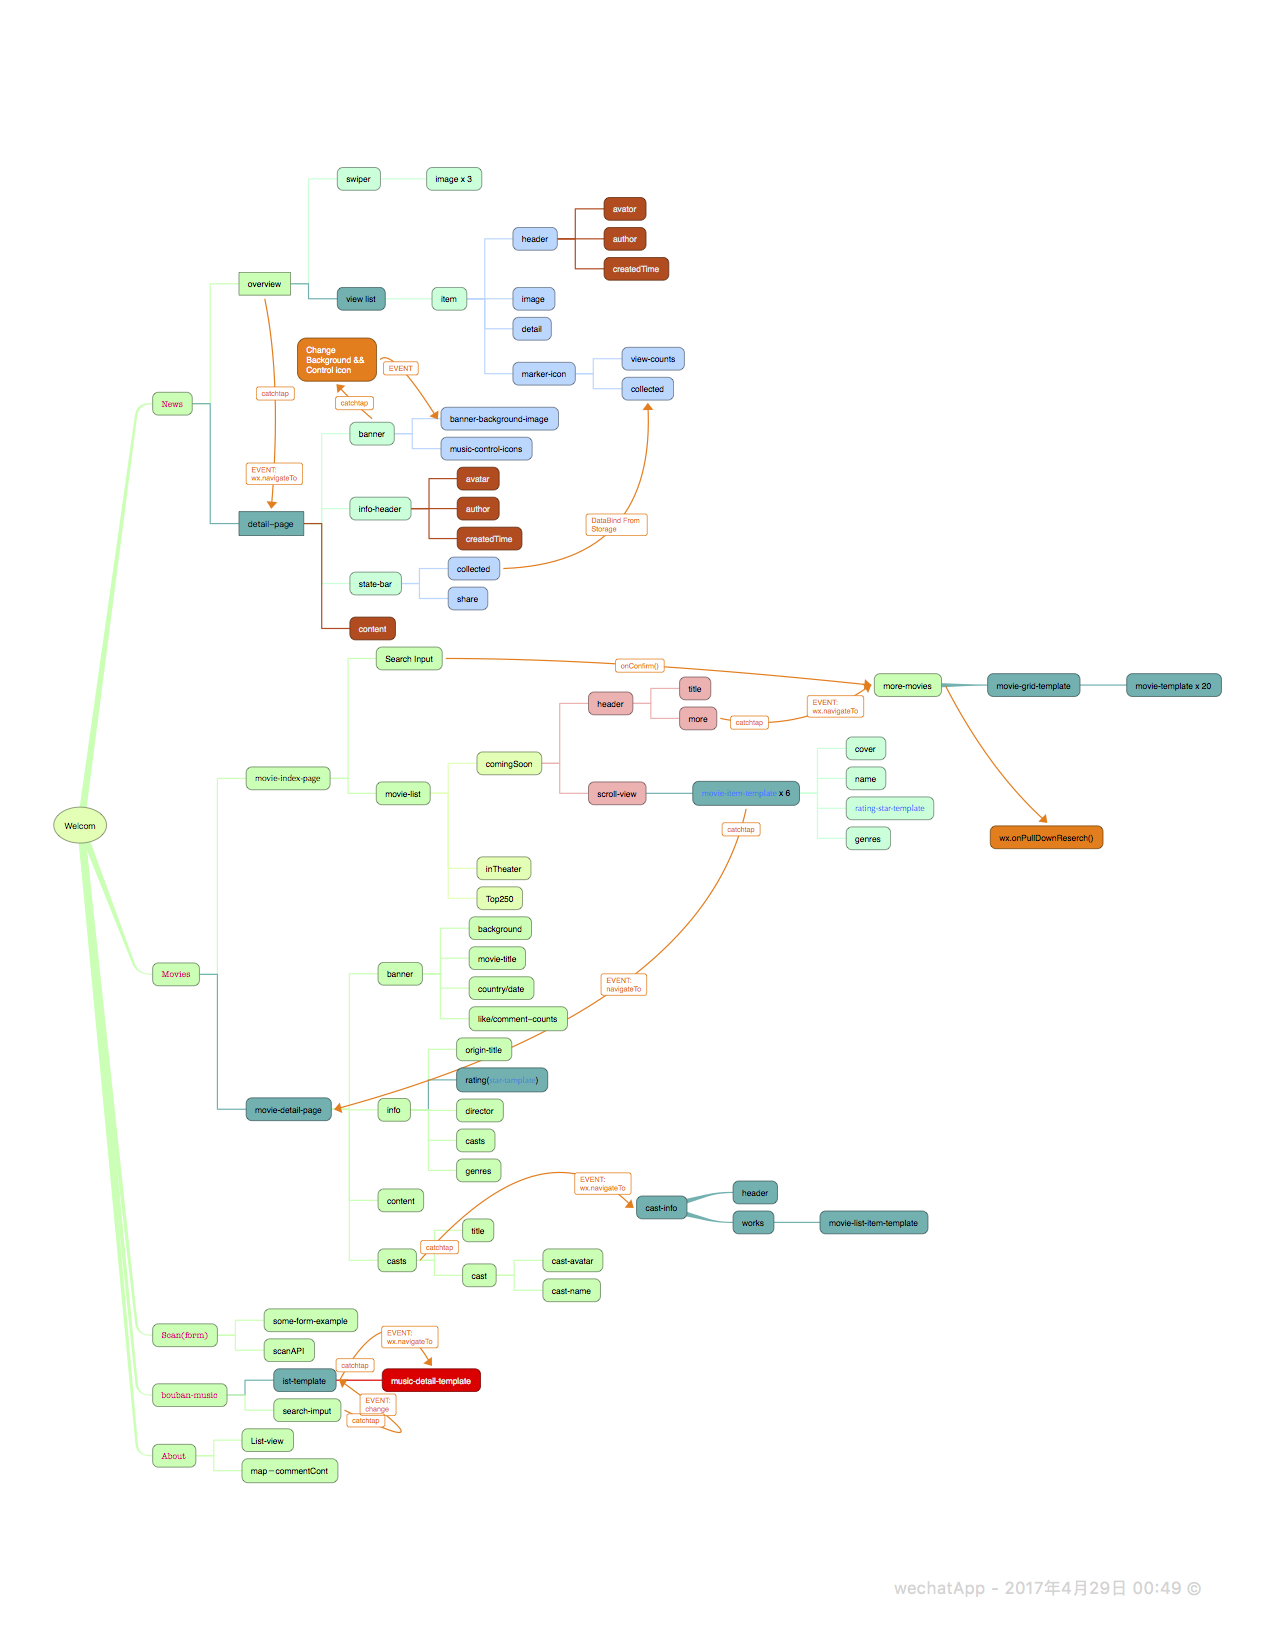 swiper
image x 3
avator
header
author
createdTime
overview
view list
item
image
detail
Change
Background &&
Control icon
EVENT
view-counts
marker-icon
collected
catchtap
catchtap
News
banner-background-image
banner
music-control-icons
EVENT:
wx.navigateTo
avatar
info-header
author
createdTime
detail-page
DataBind From
Storage
collected
state-bar
share
content
Search Input
onConfirm()
more-movies
movie-grid-template
movie-template x 20
title
header
more
catchtap
EVENT:
wx.navigateTo
cover
comingSoon
movie-index-page
name
movie-list
scroll-view
movie-item-template x 6
rating-star-template
Welcom
catchtap
genres
wx.onPullDownReserch()
inTheater
Top250
background
movie-title
Movies
banner
EVENT:
navigateTo
country/date
like/comment-counts
origin-title
rating(star-template)
movie-detail-page
info
director
casts
genres
EVENT:
wx.navigateTo
content
cast-info
header
works
movie-list-item-template
title
catchtap
casts
cast
cast-avatar
cast-name
some-form-example
Scan(form)
scanAPI
EVENT:
wx.navigateTo
catchtap
ist-template
music-detail-template
bouban-music
EVENT:
change
search-imput
catchtap
List-view
About
map-commentCont
wechatApp - 2017年4月29日 00:49 ©